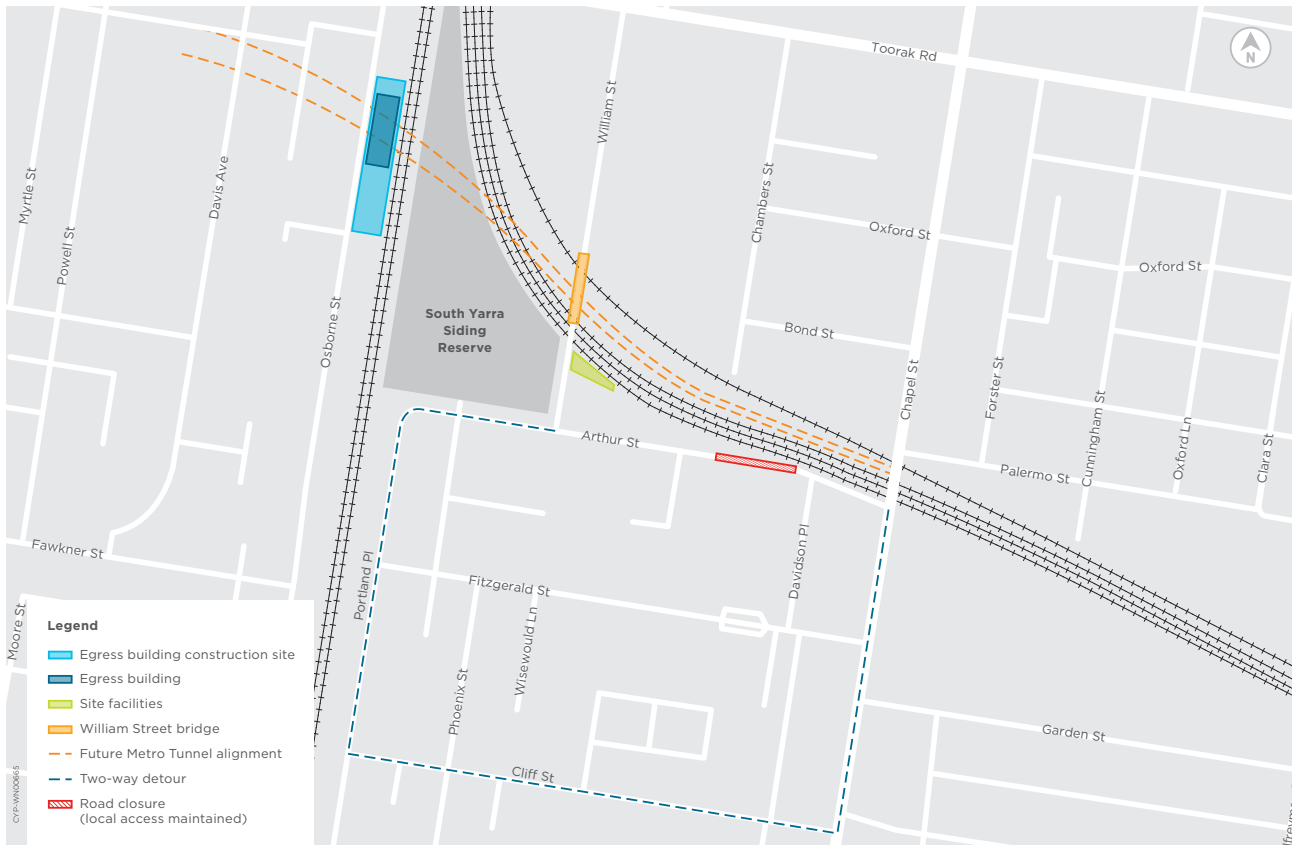 Toorak Rd
N
William St
Myrtle St
Powell St
Davis Ave
Chambers St
Oxford St
Oxford St
Osborne St
South Yarra
Siding
Reserve
Bond St
Chapel St
Forster St
Cunningham St
Oxford Ln
Clara St
Arthur St
Palermo St
Fawkner St
Portland Pl
Fitzgerald St
Davidson Pl
Moore St
Wisewould Ln
Phoenix St
Garden St
Cliff St
Legend
Egress building construction site
Egress building
Site facilities
William Street bridge
Future Metro Tunnel alignment
Two-way detour
Road closure
(local access maintained)
CYP-WN00665